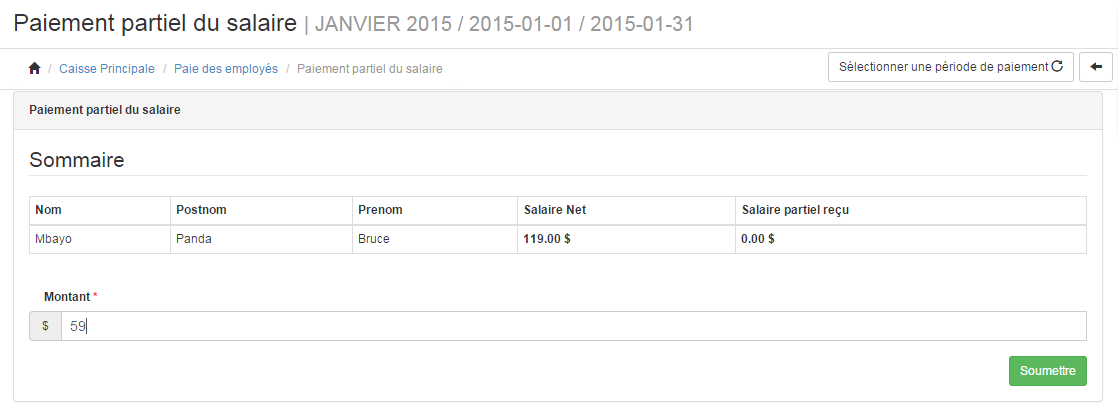 Paiement partiel du salaire | JANVIER 2015 / 2015-01-01 / 2015-01-31
/ Caisse Principale / Paie des employés / Paiement partiel du salaire
Sélectionner une période de paiement
Paiement partiel du salaire
Sommaire
Nom Postnom Prenom Salaire Net Salaire partiel reçu
Mbayo Panda Bruce 119.00 $ 0.00 $
Montant *
$ 59
Soumettre